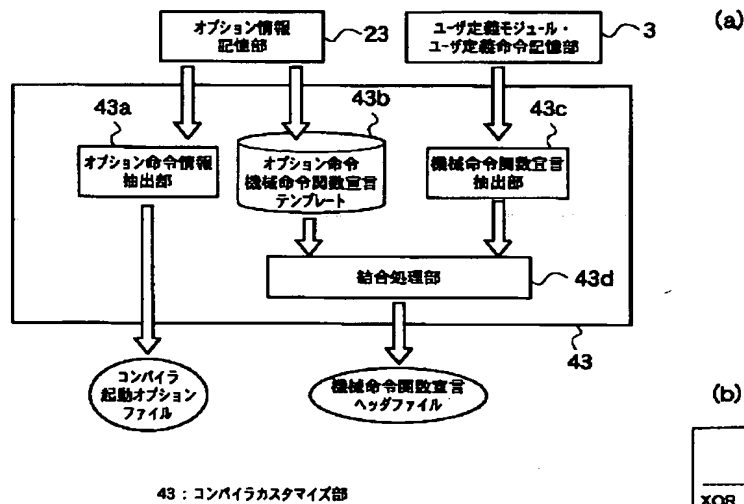 オプション情報
記憶部
23
ユーザ定義モジュール・
ユーザ定義命令記憶部
3
(a)
43a
43b
43c
オプション命令情報
抽出部
オプション命令
機械命令関数宣言
テンプレート
機械命令関数宣言
抽出部
結合処理部
43d
43
コンパイラ
起動オプション
ファイル
機械命令関数宣言
ヘッダファイル
(b)
XOR
43 : コンパイラカスタマイズ部